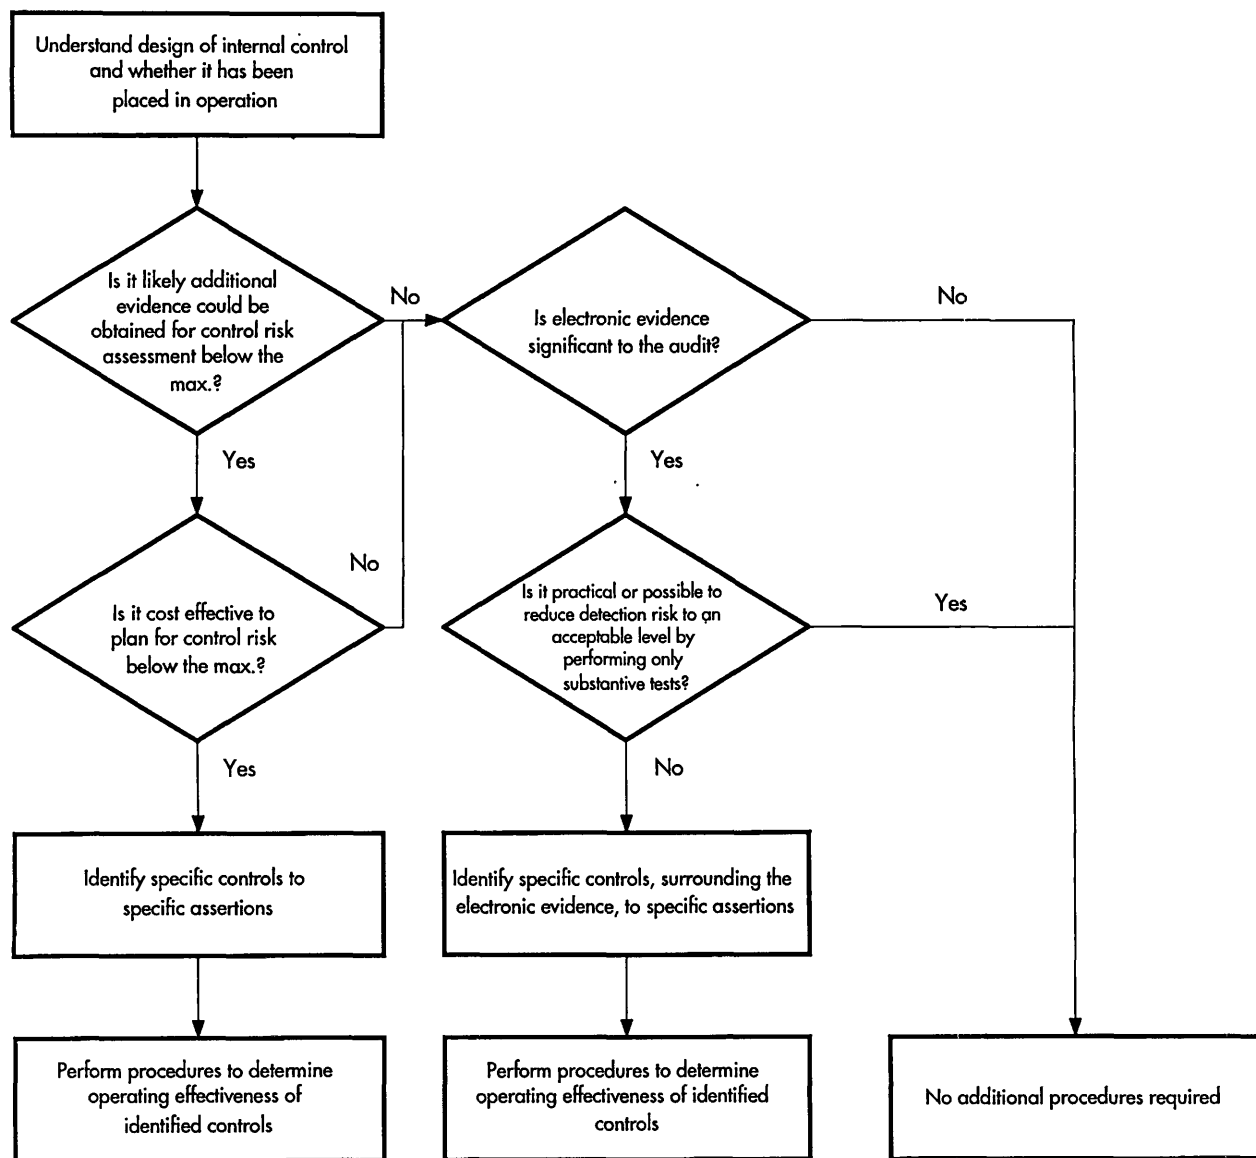 Understand design of internal control
and whether it has been
placed in operation
Is it likely additional
evidence could be
obtained for control risk
assessment below the
max.?
No
Is electronic evidence
significant to the audit?
No
Yes
Yes
No
Is it cost effective to
plan for control risk
below the max.?
Is it practical or possible to
reduce detection risk to an
acceptable level by
performing only
substantive tests?
Yes
Yes
No
Identify specific controls to
specific assertions
Identify specific controls, surrounding the
electronic evidence, to specific assertions
Perform procedures to determine
operating effectiveness of
identified controls
Perform procedures to determine
operating effectiveness of identified
controls
No additional procedures required